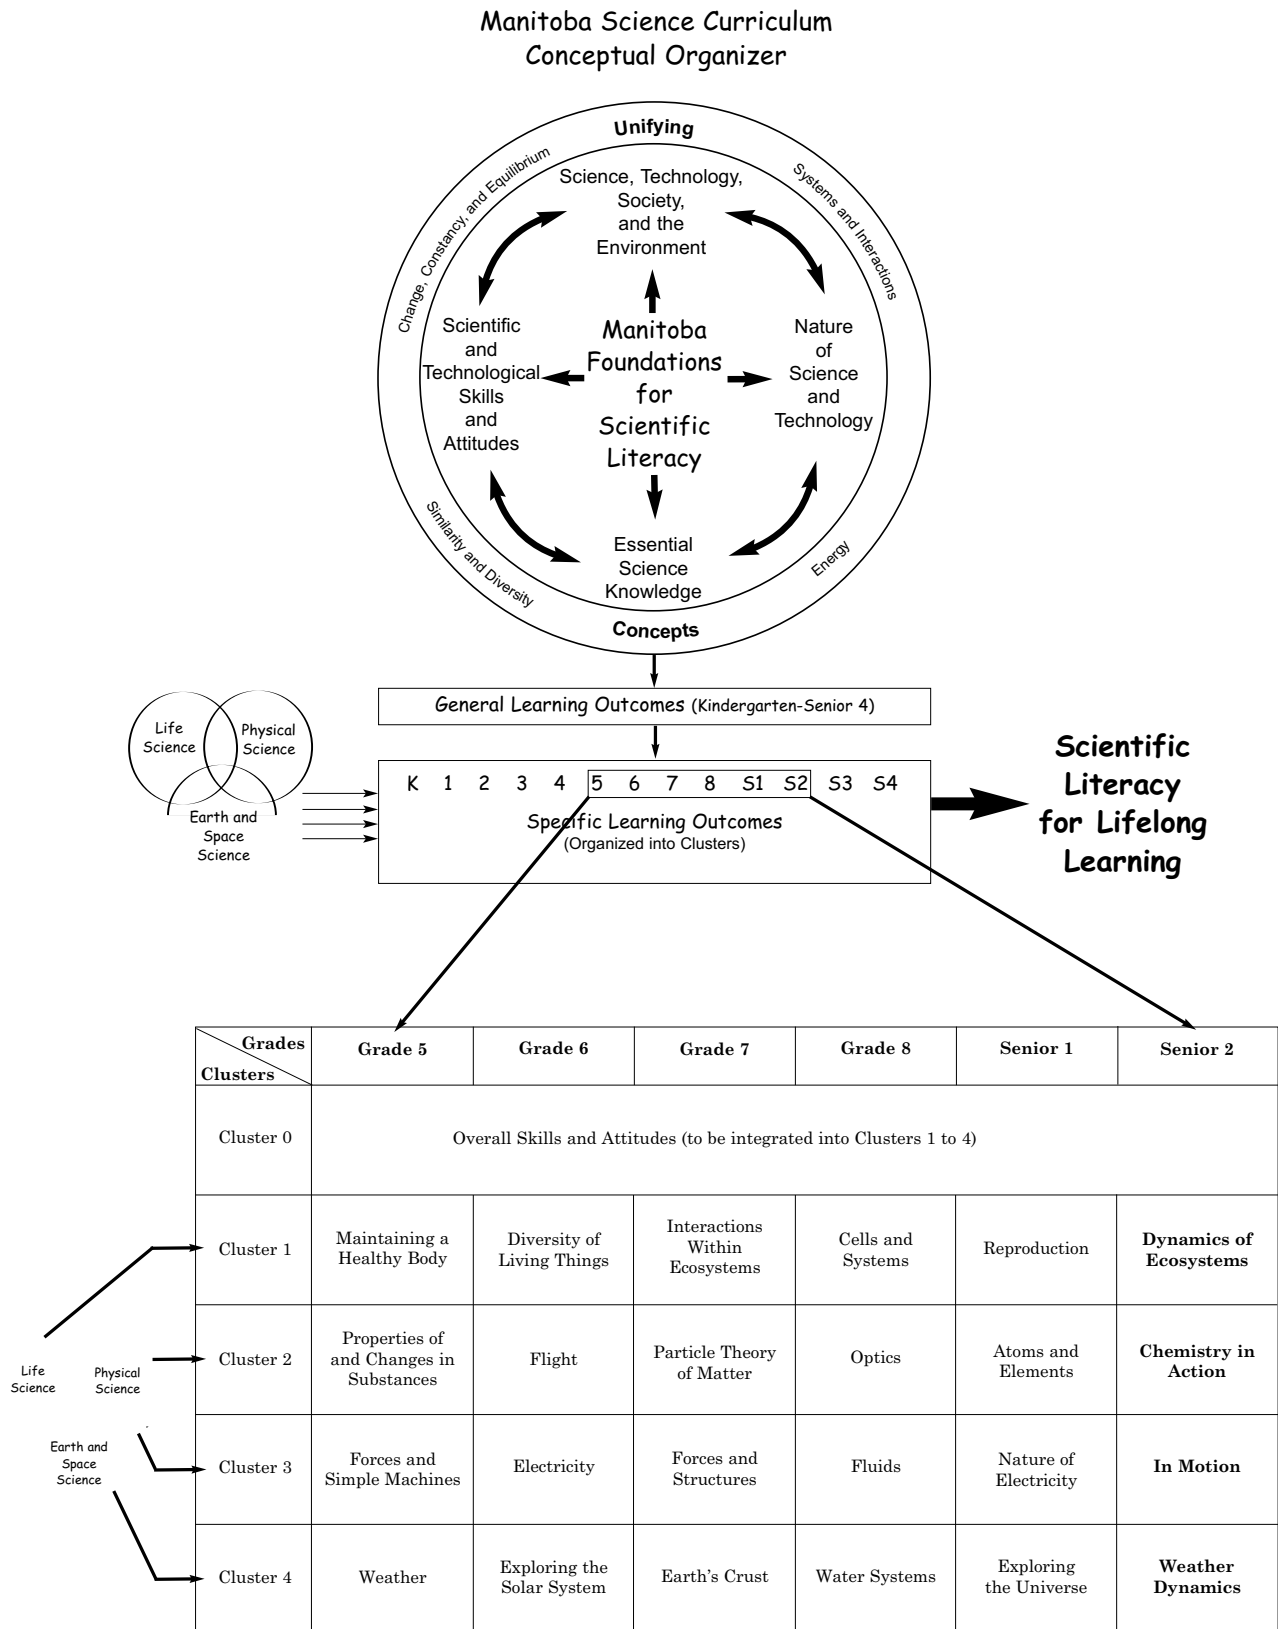 Manitoba Science Curriculum
Conceptual Organizer
Unifying
Change, Constancy, and Equilibrium
Systems and Interactions
Science, Technology,
Society,
and the
Environment
Scientific
and
Technological
Skills
and
Attitudes
Manitoba
Foundations
for
Scientific
Literacy
Nature
of
Science
and
Technology
Essential
Science
Knowledge
Similarity and Diversity
Energy
Concepts
General Learning Outcomes (Kindergarten-Senior 4)
Life
Science
Physical
Science
Earth and
Space
Science
K 1 2 3 4 5 6 7 8 S1 S2 S3 S4
Specific Learning Outcomes
(Organized into Clusters)
Scientific
Literacy
for Lifelong
Learning
Grades
Clusters
Grade 5
Grade 6
Grade 7
Grade 8
Senior 1
Senior 2
Cluster 0
Overall Skills and Attitudes (to be integrated into Clusters 1 to 4)
Cluster 1
Maintaining a
Healthy Body
Diversity of
Living Things
Interactions
Within
Ecosystems
Cells and
Systems
Reproduction
Dynamics of
Ecosystems
Cluster 2
Properties of
and Changes in
Substances
Flight
Particle Theory
of Matter
Optics
Atoms and
Elements
Chemistry in
Action
Life
Science
Physical
Science
Earth and
Space
Science
Cluster 3
Forces and
Simple Machines
Electricity
Forces and
Structures
Fluids
Nature of
Electricity
In Motion
Cluster 4
Weather
Exploring the
Solar System
Earth's Crust
Water Systems
Exploring
the Universe
Weather
Dynamics